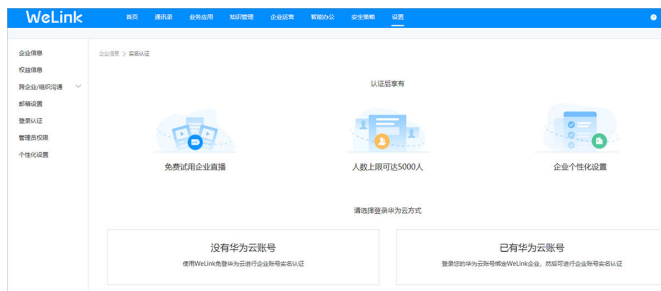 WeLink
首页 通讯录 业务应用 知识管理 企业运营 智能办公 安全策略 设置
企业信息
权益信息
跨企业/组织沟通
邮箱设置
登录认证
管理员权限
个性化设置
企业信息 > 实名认证
认证后享有
免费试用企业直播 人数上限可达5000人 企业个性化设置
请选择登录华为云方式
没有华为云账号 已有华为云账号
使用WeLink免登华为云进行企业账号实名认证 登录您的华为云账号绑定WeLink企业，然后可进行企业账号实名认证